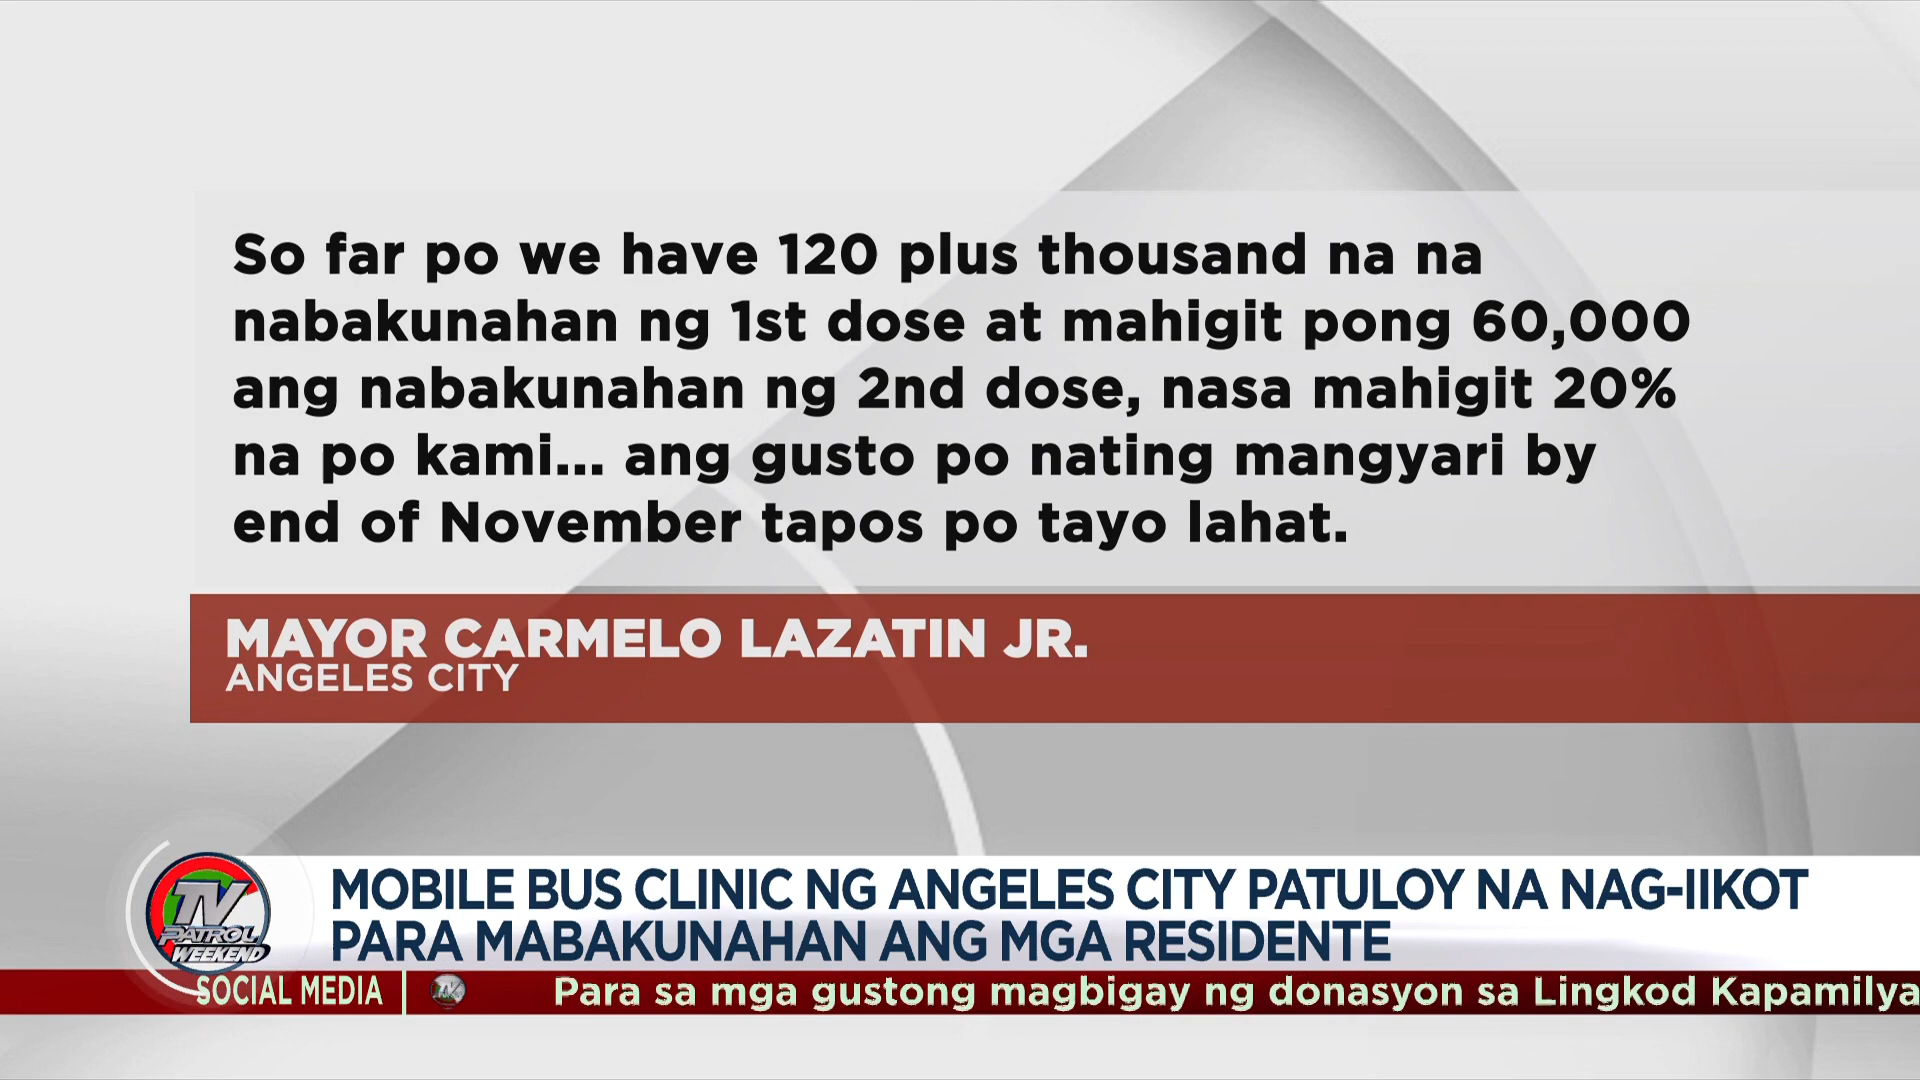 So far po we have 120 plus thousand na na
nabakunahan ng 1st dose at mahigit pong 60,000
ang nabakunahan ng 2nd dose, nasa mahigit 20%
na po kami... ang gusto po nating mangyari by
end of November tapos po tayo lahat.
MAYOR CARMELO LAZATIN JR.
ANGELES CITY
TV
PATROL
WEEKEND
MOBILE BUS CLINIC NG ANGELES CITY PATULOY NA NAG-IIKOT
PARA MABAKUNAHAN ANG MGA RESIDENTE
SOCIAL MEDIA
TV
Para sa mga gustong magbigay ng donasyon sa Lingkod Kapamilya